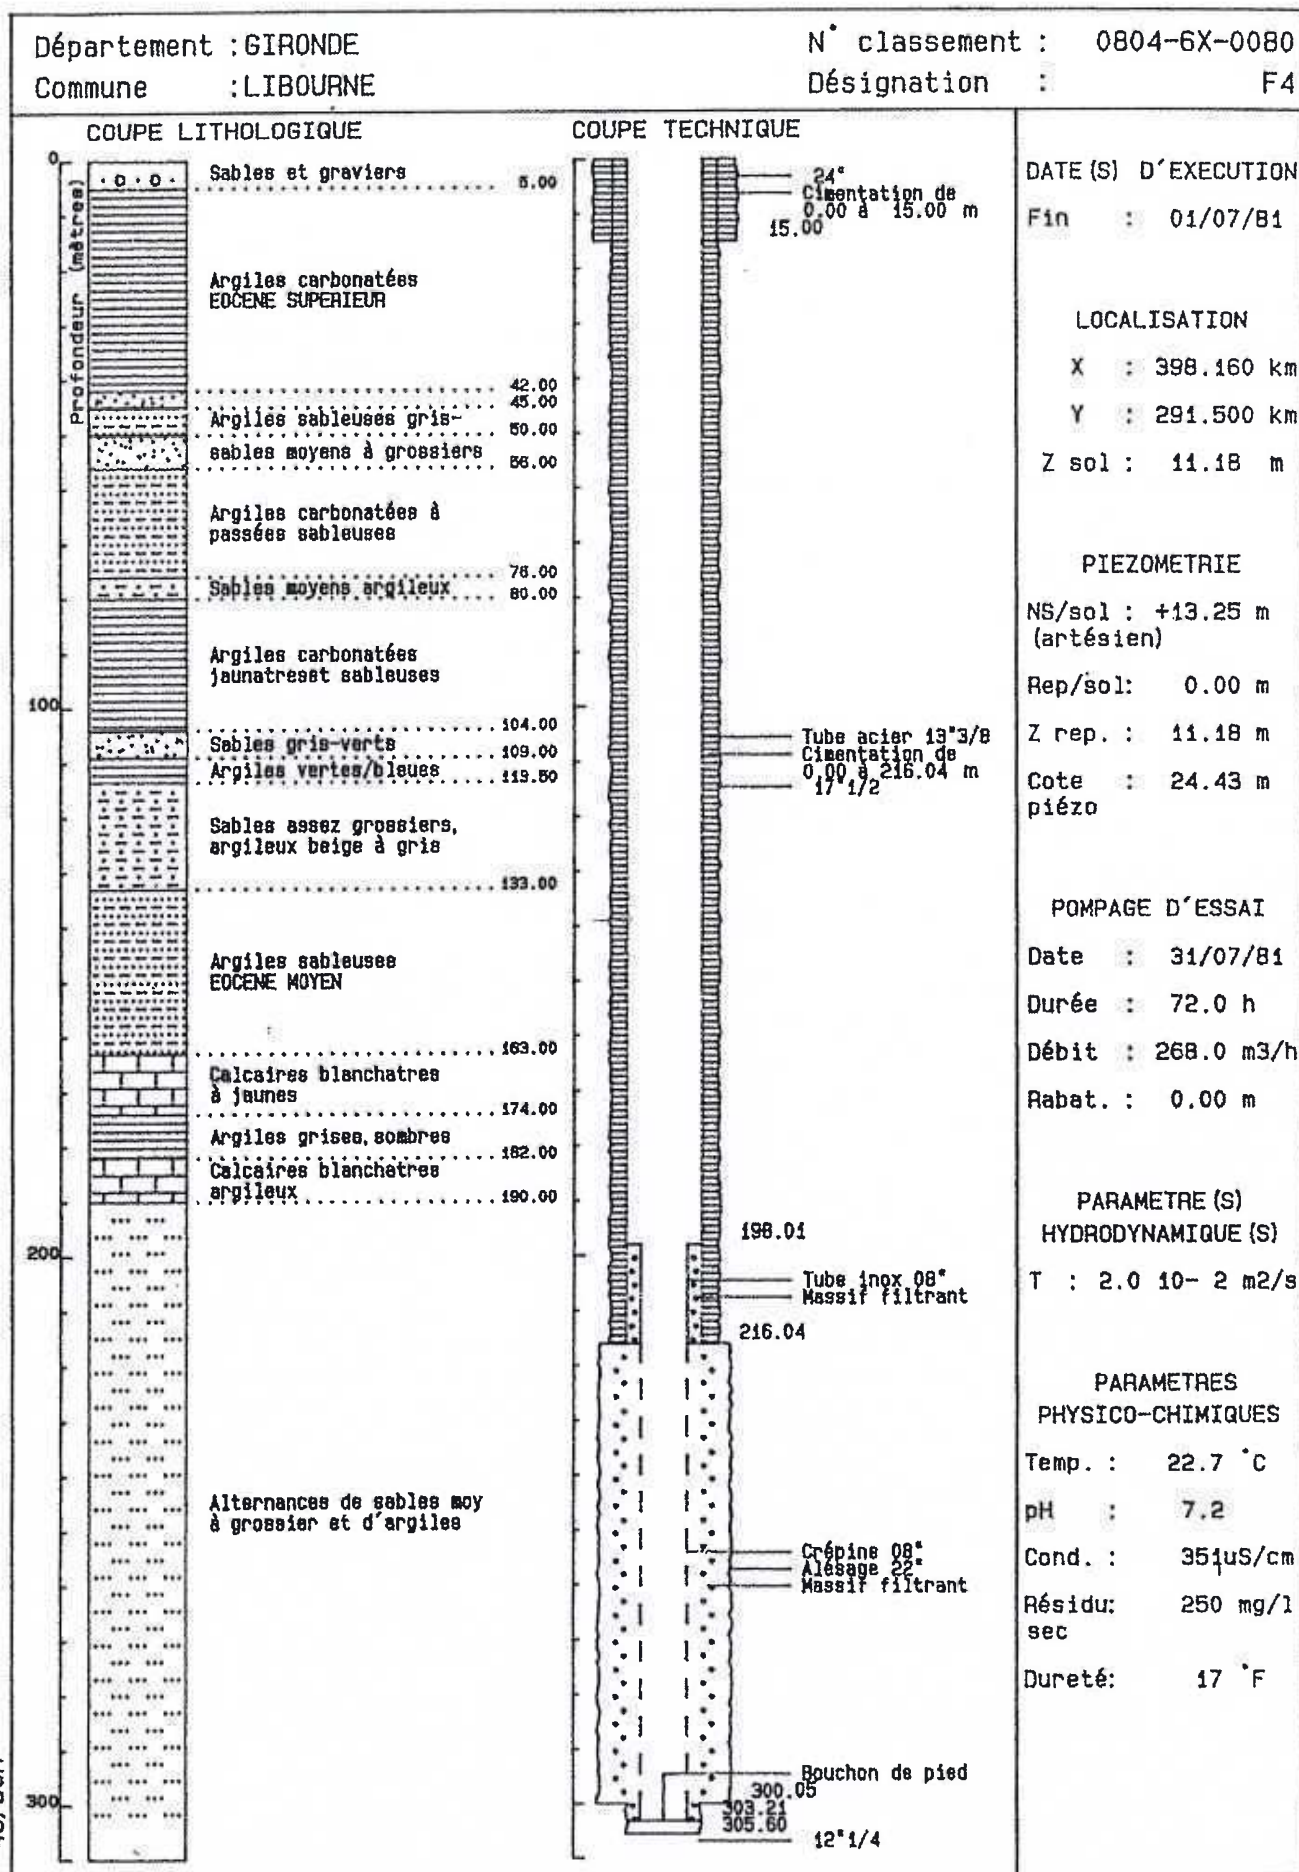 Département : GIRONDE
Commune : LIBOURNE
N° classement : 0804-6X-0080
Désignation : F4
COUPE LITHOLOGIQUE
Profondeur (mètres)
0
100
200
300
Sables et graviers
5.00
Argiles carbonatées
EOCENE SUPERIEUR
42.00
45.00
Argiles sableuses gris-
50.00
sables moyens à grossiers
56.00
Argiles carbonatées à
passées sableuses
76.00
Sables moyens argileux
80.00
Argiles carbonatées
jaunatreset sableuses
104.00
Sables gris-verts
109.00
Argiles vertes/bleues
113.50
Sables assez grossiers,
argileux beige à gris
133.00
Argiles sableuses
EOCENE MOYEN
163.00
Calcaires blanchatres
à jaunes
174.00
Argiles grises, sombres
182.00
Calcaires blanchatres
argileux
190.00
Alternances de sables moy
à grossier et d'argiles
COUPE TECHNIQUE
24"
Cimentation de
0.00 à 15.00 m
15.00
Tube acier 13"3/8
Cimentation de
0.00 à 216.04 m
17"1/2
198.01
Tube inox 08"
Massif filtrant
216.04
Crépine 08"
Alésage 22"
Massif filtrant
Bouchon de pied
300.05
303.21
305.60
12"1/4
DATE(S) D'EXECUTION
Fin : 01/07/81
LOCALISATION
X : 398.160 km
Y : 291.500 km
Z sol : 11.18 m
PIEZOMETRIE
NS/sol : +13.25 m
(artésien)
Rep/sol: 0.00 m
Z rep. : 11.18 m
Cote : 24.43 m
piézo
POMPAGE D'ESSAI
Date : 31/07/81
Durée : 72.0 h
Débit : 268.0 m3/h
Rabat. : 0.00 m
PARAMETRE(S)
HYDRODYNAMIQUE(S)
T : 2.0 10- 2 m2/s
PARAMETRES
PHYSICO-CHIMIQUES
Temp. : 22.7 °C
pH : 7.2
Cond. : 351uS/cm
Résidu: 250 mg/l
sec
Dureté: 17 °F